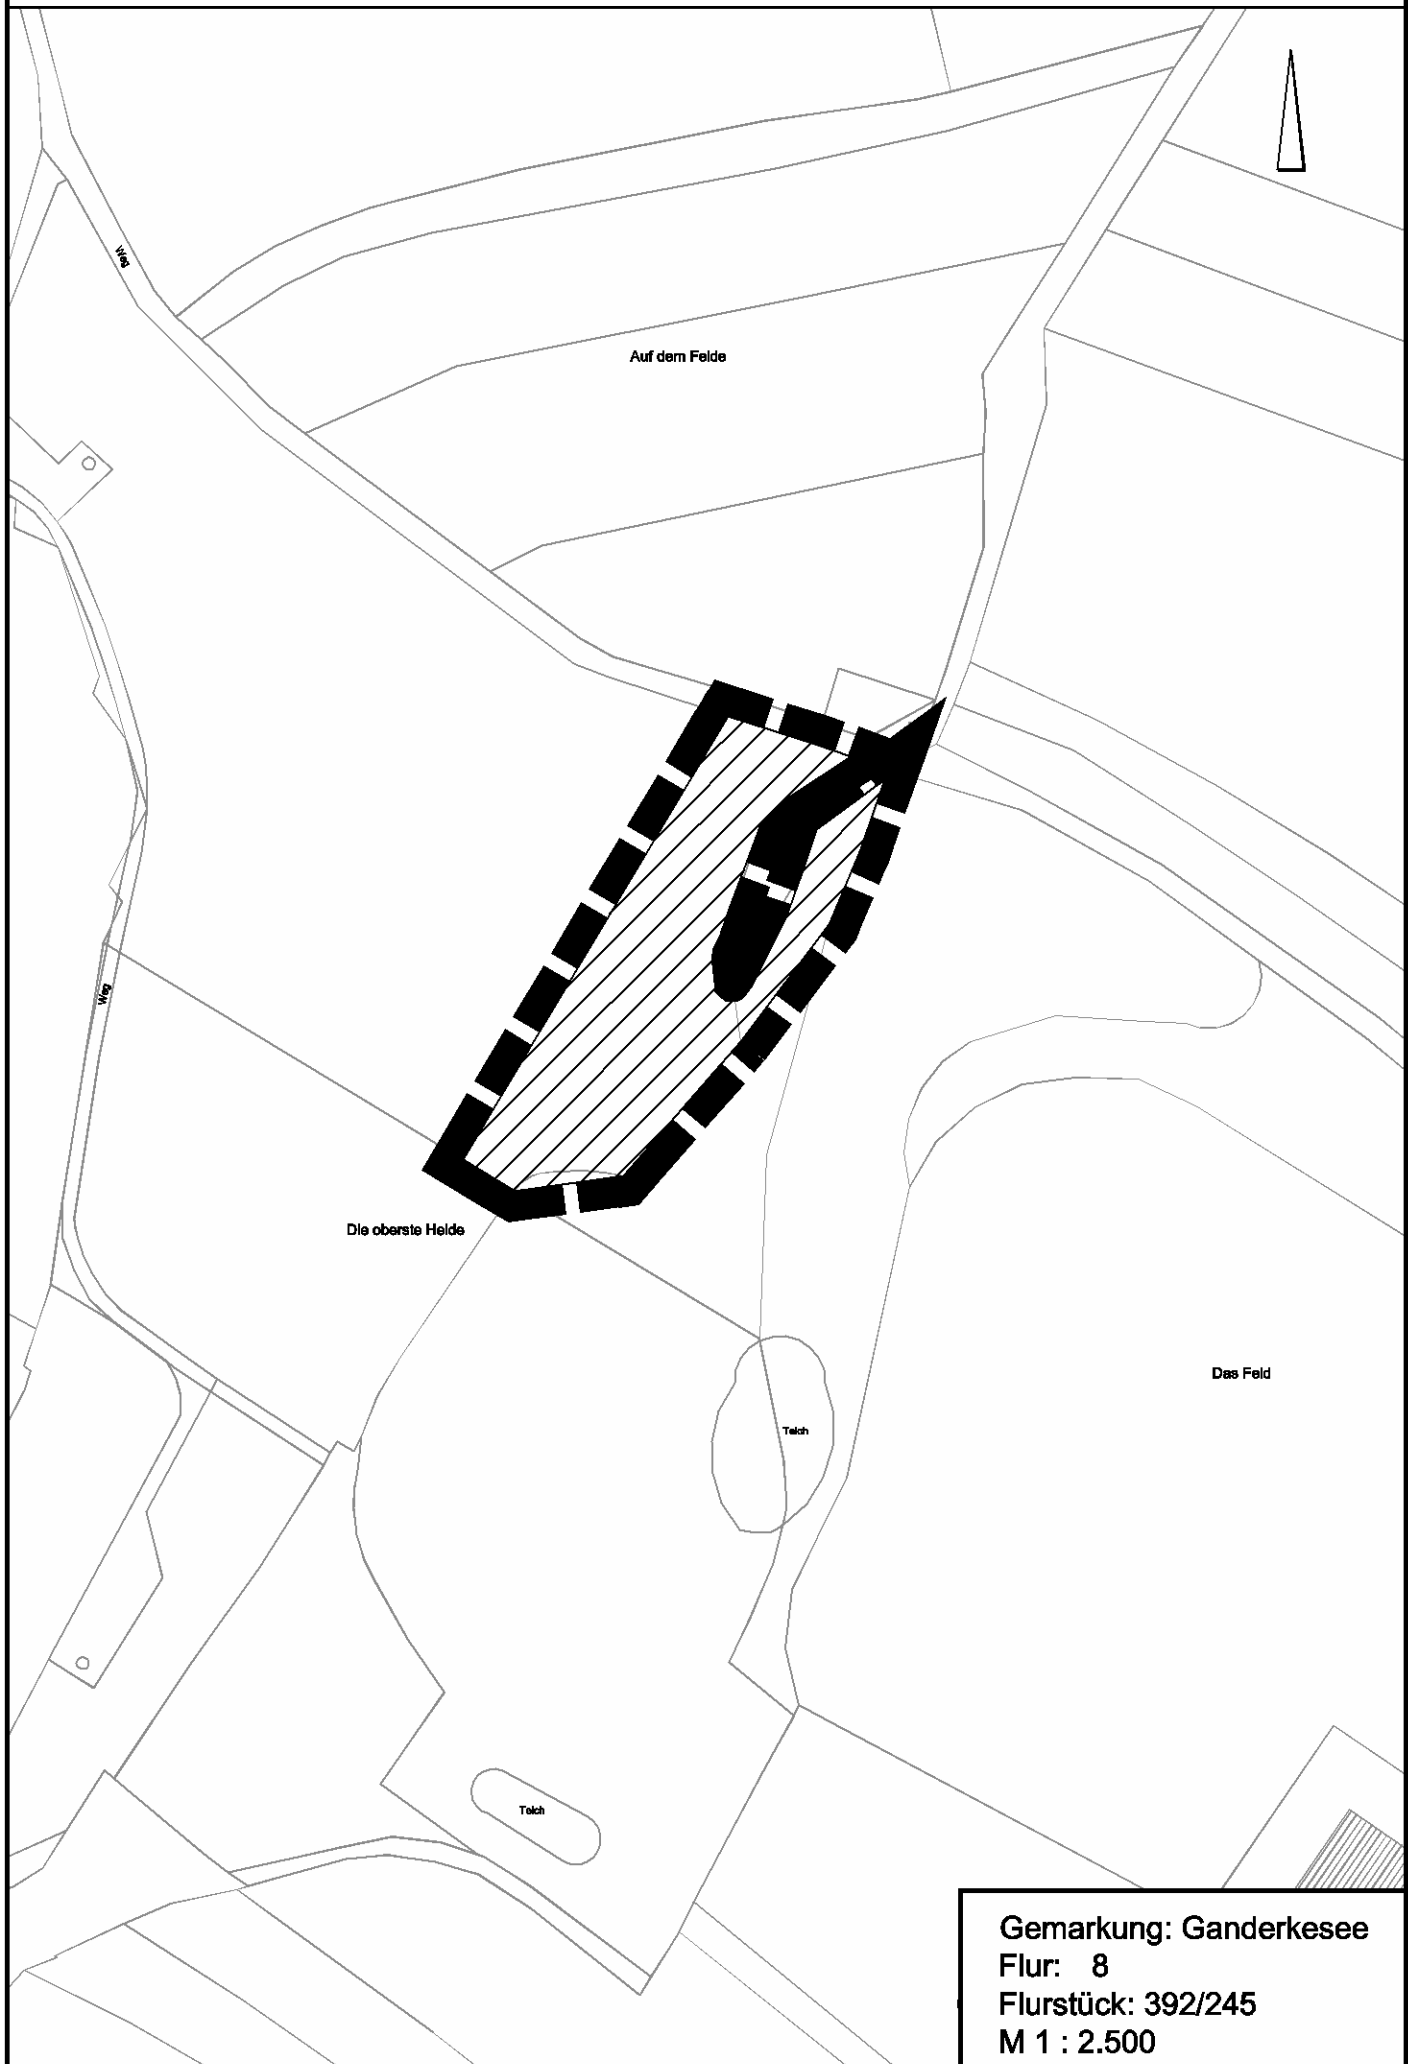 Weg
Auf dem Felde
Weg
Die oberste Heide
Das Feld
Teich
Teich
Gemarkung: Ganderkesee
Flur: 8
Flurstück: 392/245
M 1 : 2.500